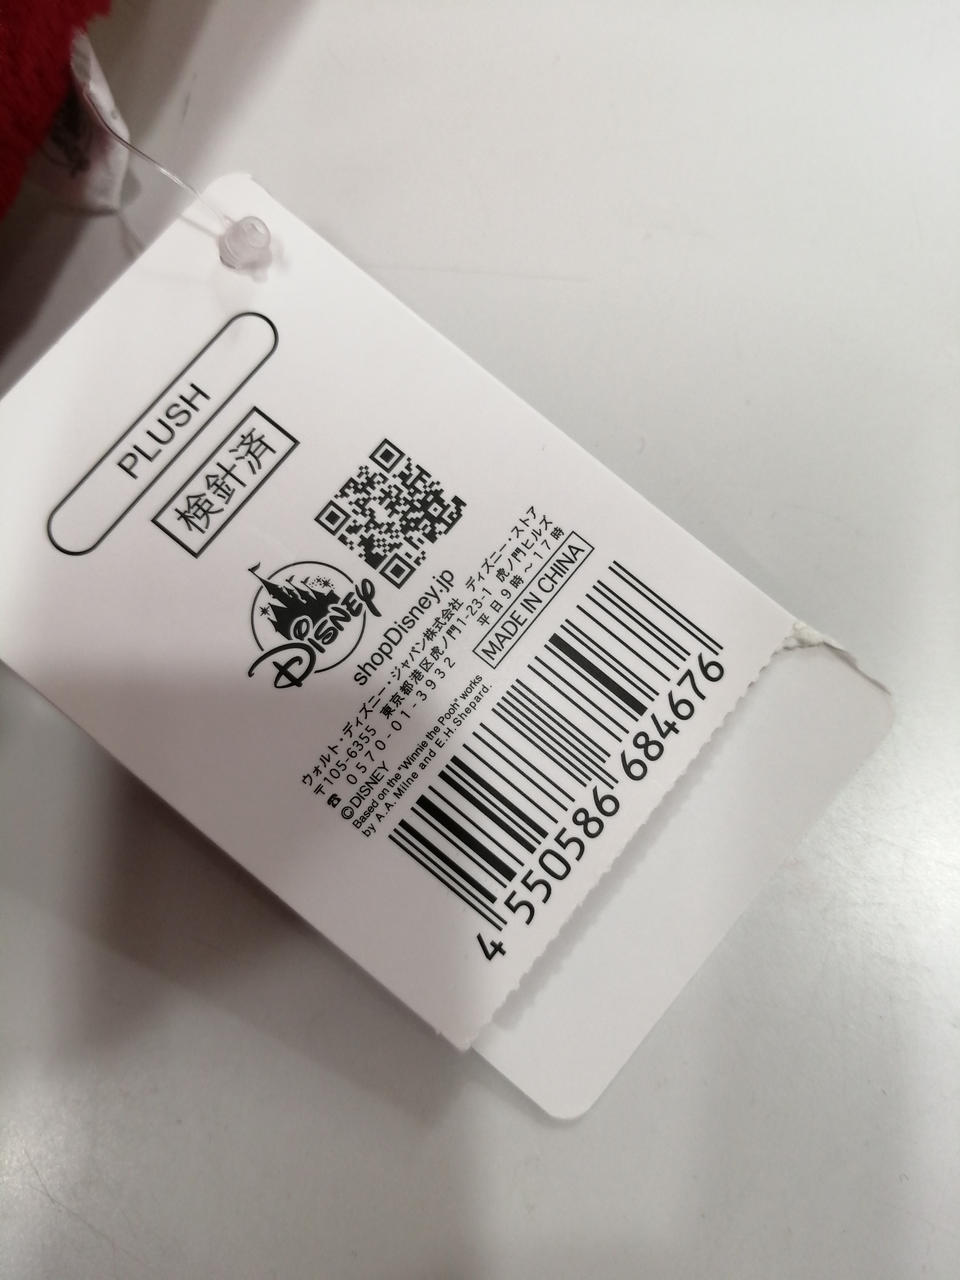 PLUSH
検針済
Disney
shopDisney.jp
ウォルト・ディズニー・ジャパン株式会社 ディズニー・ストア
〒105-6355 東京都港区虎ノ門1-23-1 虎ノ門ヒルズ
☎ 0570-01-3932 平日9時～17時
©DISNEY
Based on the "Winnie the Pooh" works
by A.A. Milne and E.H.Shepard.
MADE IN CHINA
4 550586 684676